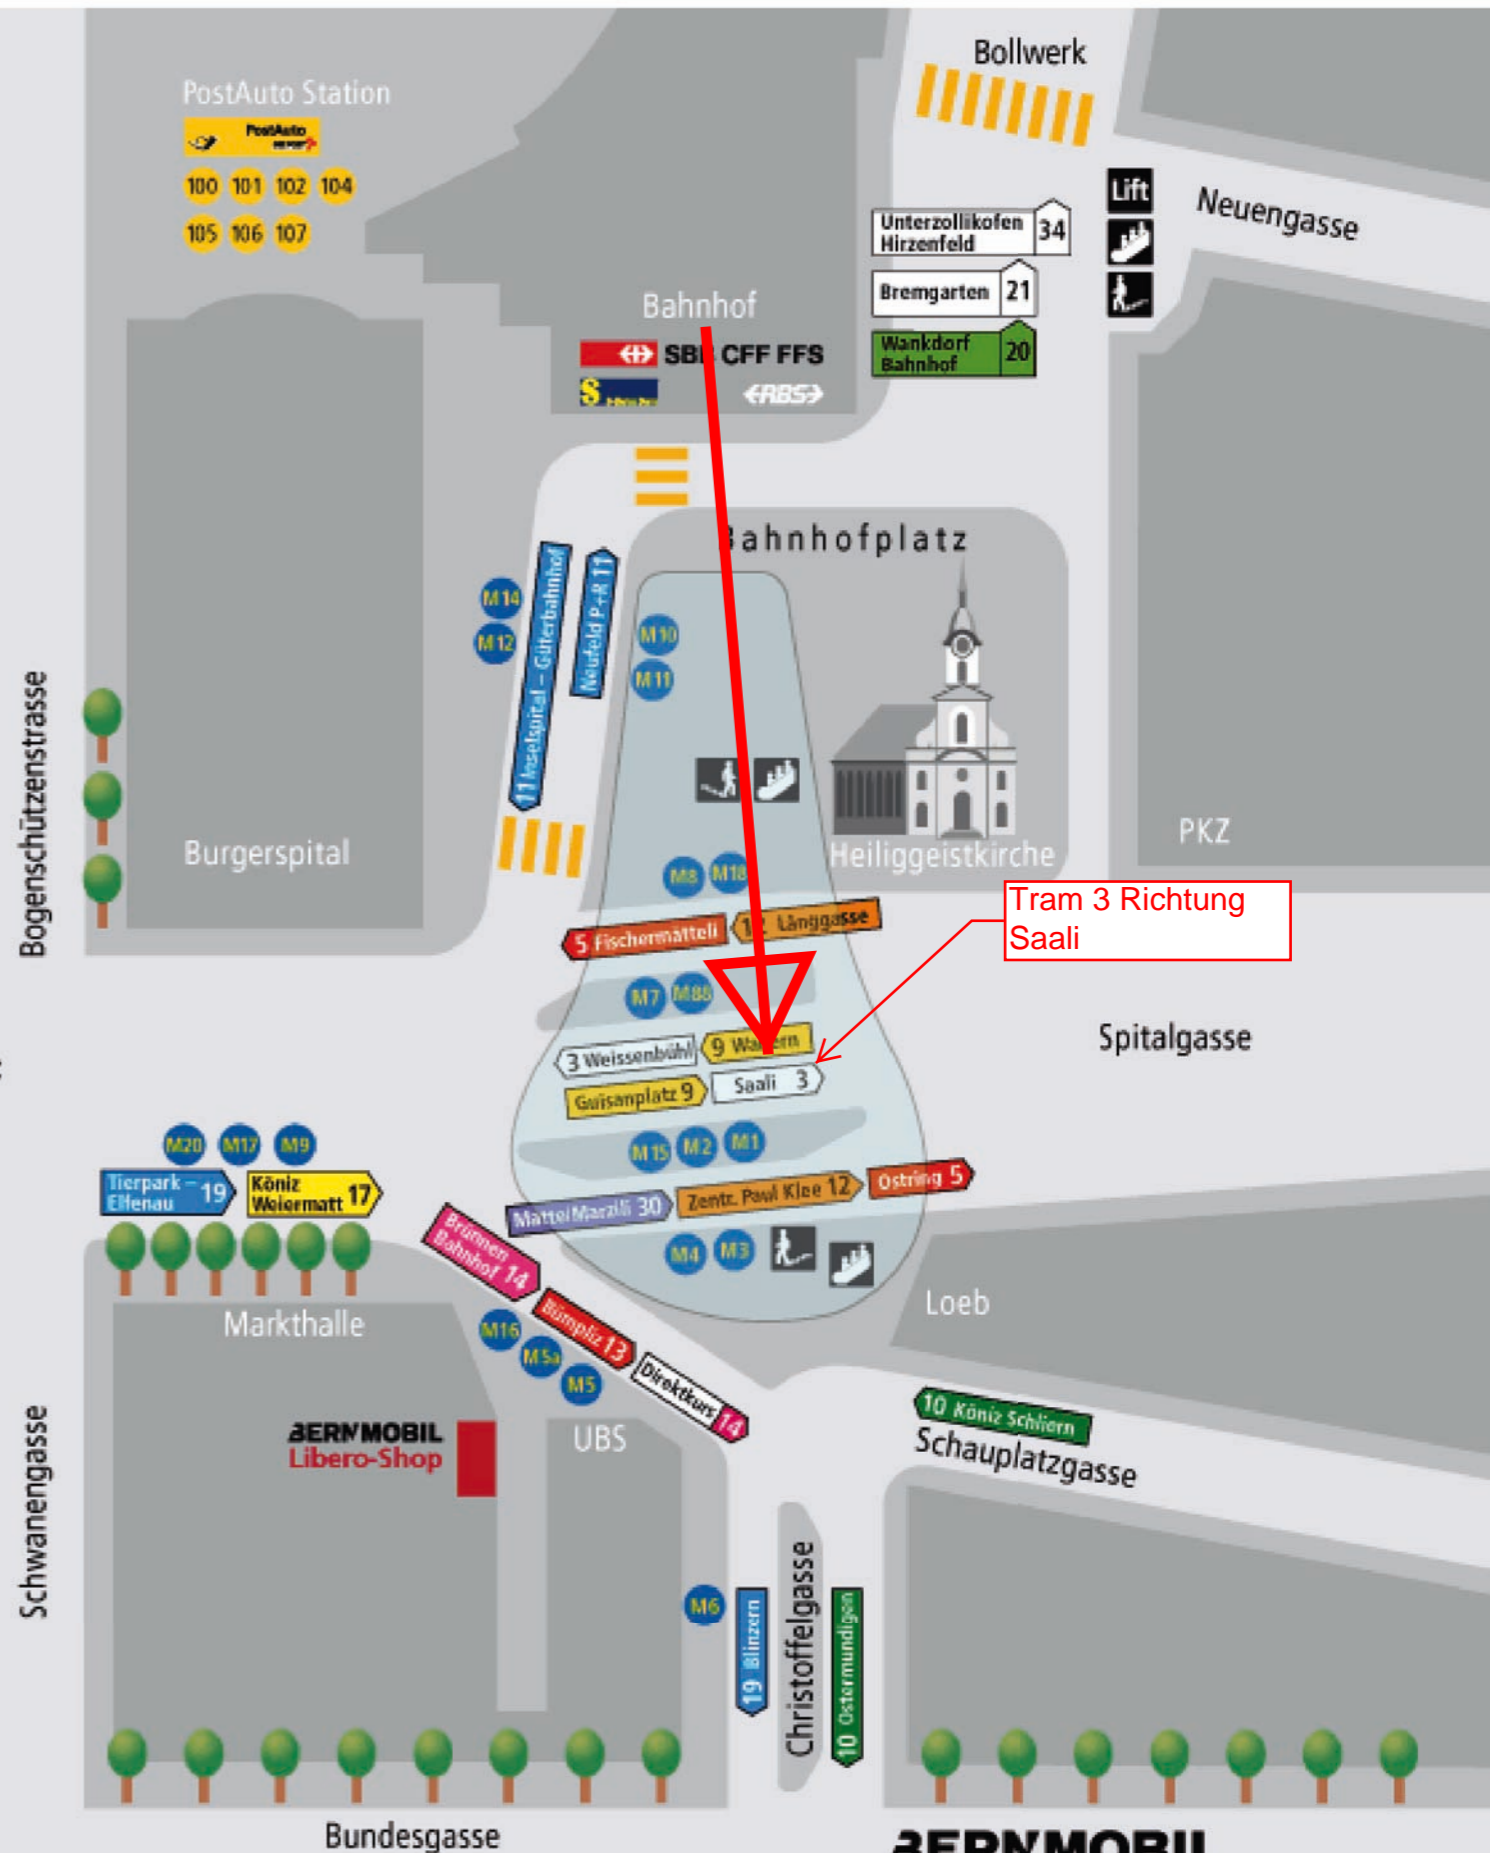 Bollwerk
PostAuto Station
PostAuto
100 101 102 104
105 106 107
Lift
Neuengasse
Unterzollikofen 34
Hirzenfeld
Bremgarten 21
Wankdorf 20
Bahnhof
Bahnhof
SBB CFF FFS
S
RBS
Bahnhofplatz
M14
M12
11 Inselspital – Güterbahnhof
Neufeld P+R 11
M10
M11
Bogenschützenstrasse
Burgerspital
Heiliggeistkirche
PKZ
M8 M18
Tram 3 Richtung
Saali
5 Fischermätteli
12 Länggasse
M7 M88
3 Weissenbühl
9 Wabern
Guisanplatz 9
Saali 3
Spitalgasse
M15 M2 M1
M20 M17 M9
Tierpark – 19
Elfenau
Köniz
Weiermatt 17
Matte/Marzili 30
Zentr. Paul Klee 12
Ostring 5
M4 M3
Brünnen
Bahnhof 14
Bümpliz 13
Direktkurs 14
M16
M5a
M5
Markthalle
Loeb
BERNMOBIL
Libero-Shop
UBS
10 Köniz Schliern
Schauplatzgasse
Schwanengasse
M6
19 Blinzern
Christoffelgasse
10 Ostermundigen
Bundesgasse
BERNMOBIL